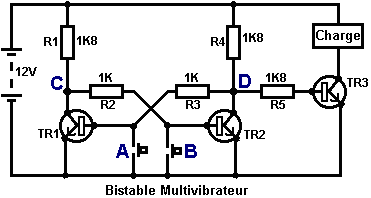 R1
1K8
R4
1K8
Charge
12V
C
1K
1K
D
1K8
TR3
R2
R3
R5
TR1
A
B
TR2
Bistable Multivibrateur